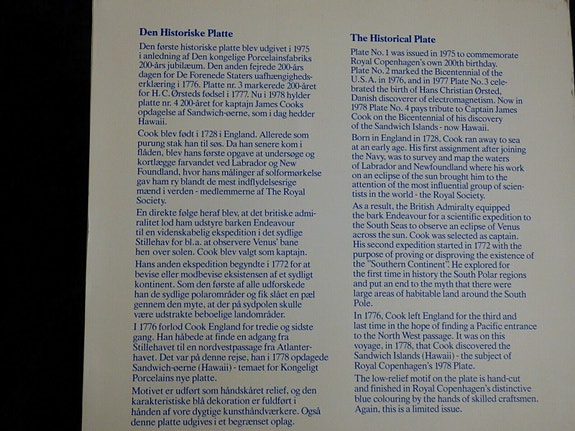 Den Historiske Platte
Den første historiske platte blev udgivet i 1975
i anledning af Den kongelige Porcelainsfabriks
200-års jubilæum. Den anden fejrede 200-års
dagen for De Forenede Staters uafhængigheds-
erklæring i 1776. Platte nr. 3 markerede 200-året
for H.C. Ørsteds fødsel i 1777. Nu i 1978 hylder
platte nr. 4 200-året for kaptajn James Cooks
opdagelse af Sandwich-øerne, som i dag hedder
Hawaii.
Cook blev født i 1728 i England. Allerede som
purung stak han til søs. Da han senere kom i
flåden, blev hans første opgave at undersøge og
kortlægge farvandet ved Labrador og New
Foundland, hvor hans målinger af solformørkelse
gav ham ry blandt de mest indflydelsesrige
mænd i verden - medlemmerne af The Royal
Society.
En direkte følge heraf blev, at det britiske admi-
ralitet lod ham udstyre barken Endeavour
til en videnskabelig ekspedition i det sydlige
Stillehav for bl.a. at observere Venus' bane
hen over solen. Cook blev valgt som kaptajn.
Hans anden ekspedition begyndte i 1772 for at
bevise eller modbevise eksistensen af et sydligt
kontinent. Som den første af alle udforskede
han de sydlige polarområder og fik slået en pæl
gennem den myte, at der på sydpolen skulle
være udstrakte beboelige landområder.
I 1776 forlod Cook England for tredie og sidste
gang. Han håbede at finde en adgang fra
Stillehavet til en nordvestpassage fra Atlanter-
havet. Det var på denne rejse, han i 1778 opdagede
Sandwich-øerne (Hawaii) - temaet for Kongeligt
Porcelains nye platte.
Motivet er udført som håndskåret relief, og den
karakteristiske blå dekoration er fuldført i
hånden af vore dygtige kunsthåndværkere. Også
denne platte udgives i et begrænset oplag.
The Historical Plate
Plate No. 1 was issued in 1975 to commemorate
Royal Copenhagen's own 200th birthday.
Plate No. 2 marked the Bicentennial of the
U.S.A. in 1976, and in 1977 Plate No. 3 cele-
brated the birth of Hans Christian Ørsted,
Danish discoverer of electromagnetism. Now in
1978 Plate No. 4 pays tribute to Captain James
Cook on the Bicentennial of his discovery
of the Sandwich Islands - now Hawaii.
Born in England in 1728, Cook ran away to sea
at an early age. His first assignment after joining
the Navy, was to survey and map the waters
of Labrador and Newfoundland where his work
on an eclipse of the sun brought him to the
attention of the most influential group of scien-
tists in the world - the Royal Society.
As a result, the British Admiralty equipped
the bark Endeavour for a scientific expedition to
the South Seas to observe an eclipse of Venus
across the sun. Cook was selected as captain.
His second expedition started in 1772 with the
purpose of proving or disproving the existence of
the "Southern Continent". He explored for
the first time in history the South Polar regions
and put an end to the myth that there were
large areas of habitable land around the South
Pole.
In 1776, Cook left England for the third and
last time in the hope of finding a Pacific entrance
to the North West passage. It was on this
voyage, in 1778, that Cook discovered the
Sandwich Islands (Hawaii) - the subject of
Royal Copenhagen's 1978 Plate.
The low-relief motif on the plate is hand-cut
and finished in Royal Copenhagen's distinctive
blue colouring by the hands of skilled craftsmen.
Again, this is a limited issue.